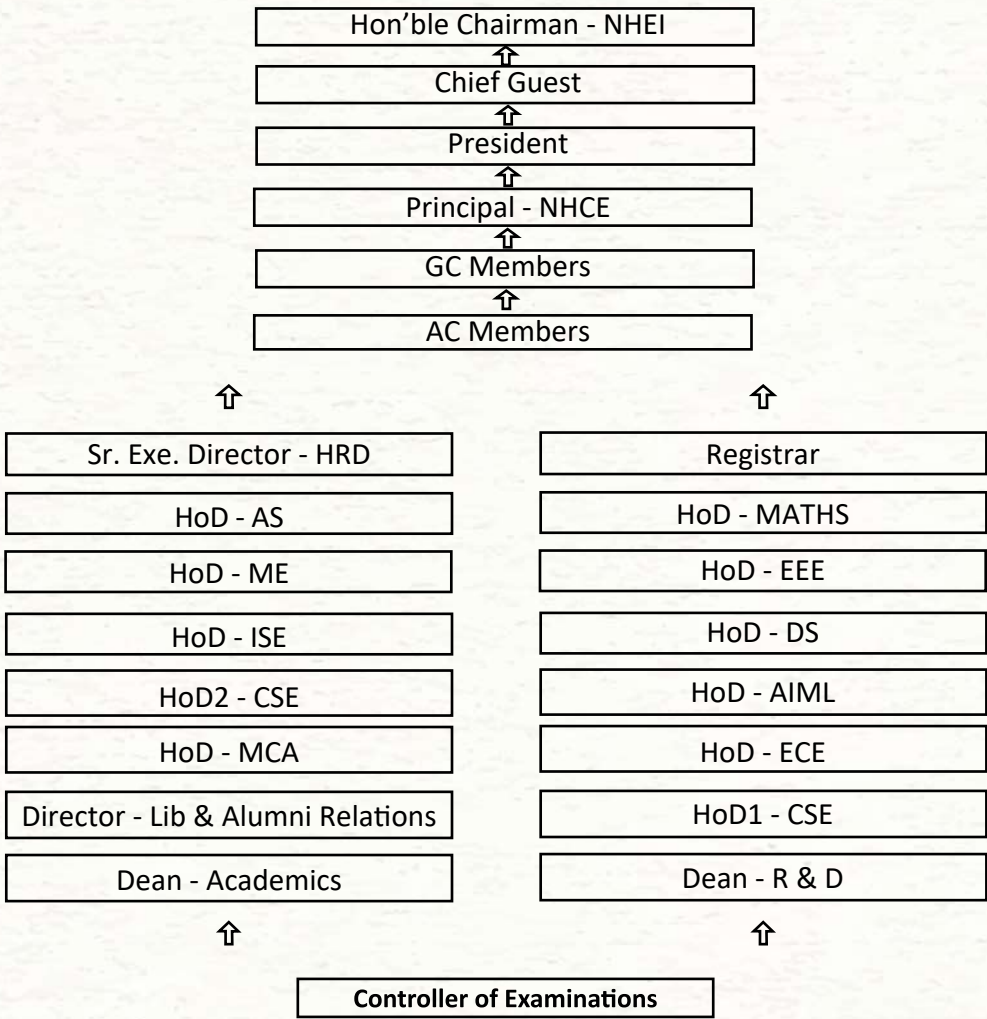 Hon’ble Chairman - NHEI
Chief Guest
President
Principal - NHCE
GC Members
AC Members
Sr. Exe. Director - HRD
Registrar
HoD - AS
HoD - MATHS
HoD - ME
HoD - EEE
HoD - ISE
HoD - DS
HoD2 - CSE
HoD - AIML
HoD - MCA
HoD - ECE
Director - Lib & Alumni Relations
HoD1 - CSE
Dean - Academics
Dean - R & D
Controller of Examinations